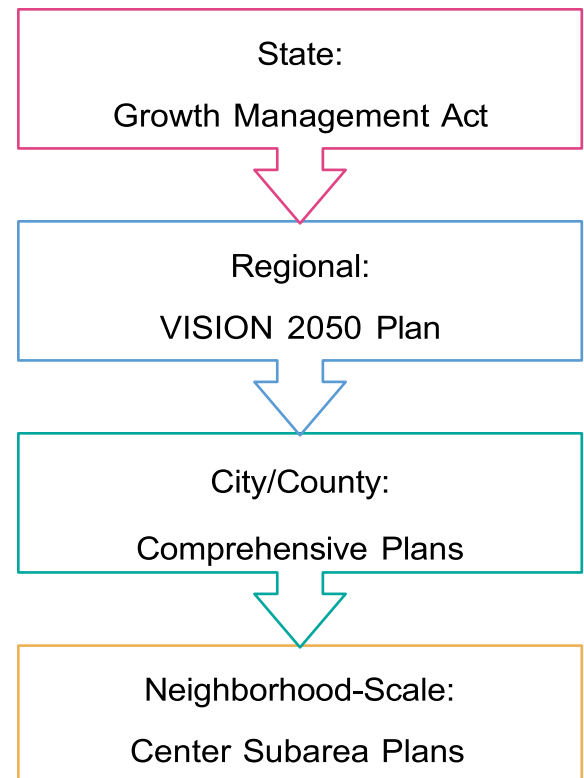 State:
Growth Management Act
Regional:
VISION 2050 Plan
City/County:
Comprehensive Plans
Neighborhood-Scale:
Center Subarea Plans